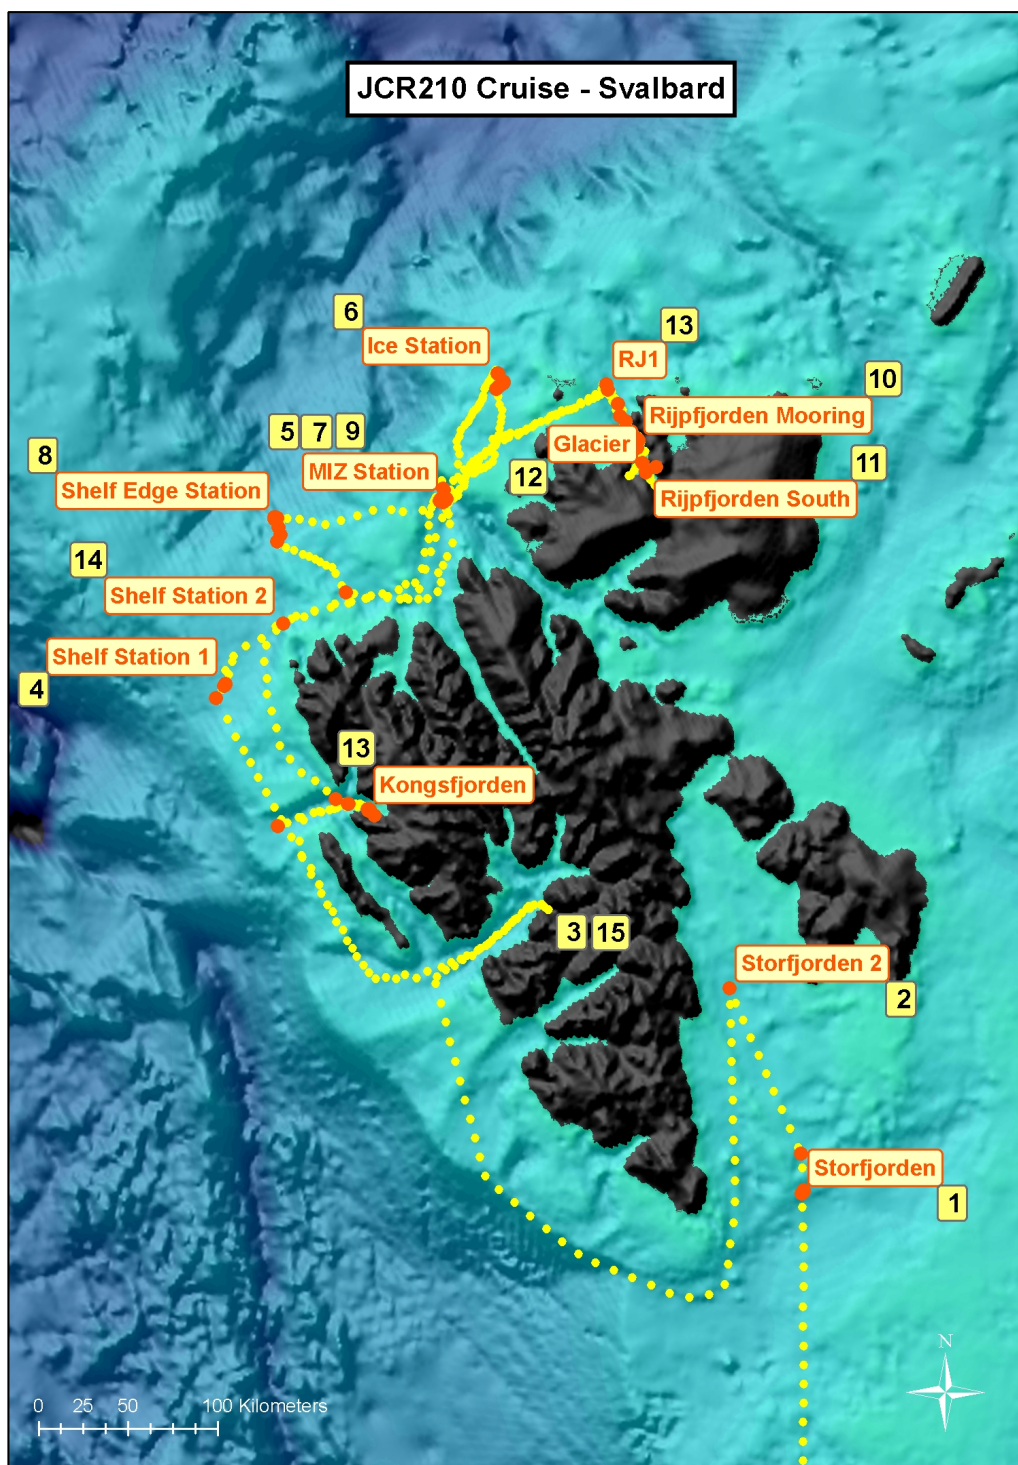 JCR210 Cruise - Svalbard
6
Ice Station
13
RJ1
10
Rijpfjorden Mooring
5 7 9
MIZ Station
Glacier
12
11
Rijpfjorden South
8
Shelf Edge Station
14
Shelf Station 2
Shelf Station 1
4
13
Kongsfjorden
3 15
Storfjorden 2
2
Storfjorden
1
N
0 25 50 100 Kilometers